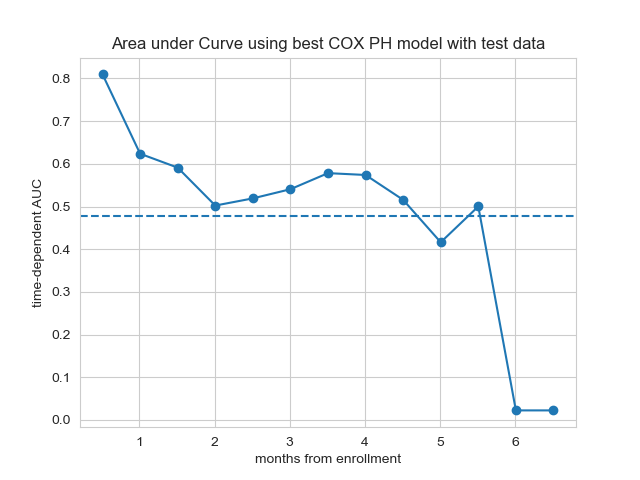 Area under Curve using best COX PH model with test data
0.8
0.7
0.6
0.5
0.4
0.3
0.2
0.1
0.0
time-dependent AUC
1 2 3 4 5 6
months from enrollment